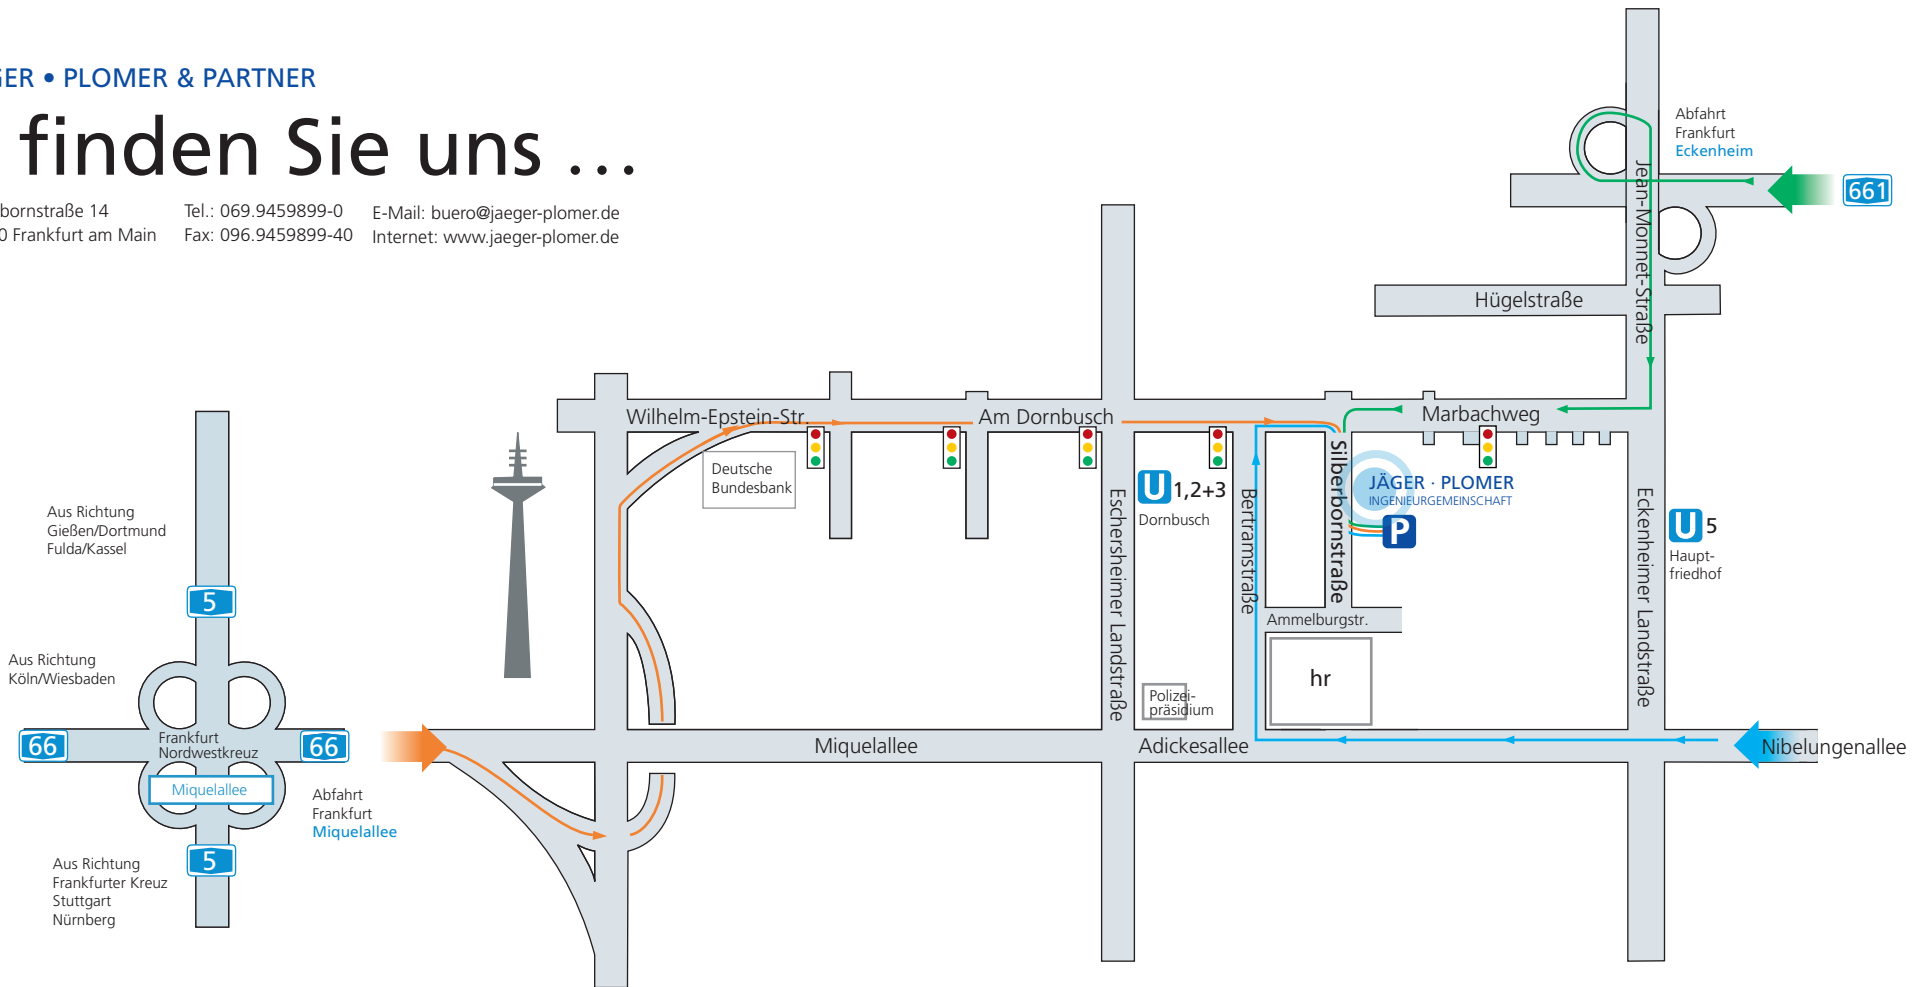 GER • PLOMER & PARTNER
finden Sie uns ...
bornstraße 14
0 Frankfurt am Main
Tel.: 069.9459899-0
Fax: 096.9459899-40
E-Mail: buero@jaeger-plomer.de
Internet: www.jaeger-plomer.de
Abfahrt
Frankfurt
Eckenheim
661
Jean-Monnet-Straße
Hügelstraße
Wilhelm-Epstein-Str.
Am Dornbusch
Marbachweg
Deutsche
Bundesbank
U 1,2+3
Dornbusch
Eschersheimer Landstraße
Bertramstraße
Silberbornstraße
JÄGER · PLOMER
INGENIEURGEMEINSCHAFT
P
Eckenheimer Landstraße
U 5
Haupt-
friedhof
Ammelburgstr.
hr
Polizei-
präsidium
Aus Richtung
Gießen/Dortmund
Fulda/Kassel
5
Aus Richtung
Köln/Wiesbaden
66
Frankfurt
Nordwestkreuz
66
Miquelallee
Abfahrt
Frankfurt
Miquelallee
5
Aus Richtung
Frankfurter Kreuz
Stuttgart
Nürnberg
Miquelallee
Adickesallee
Nibelungenallee